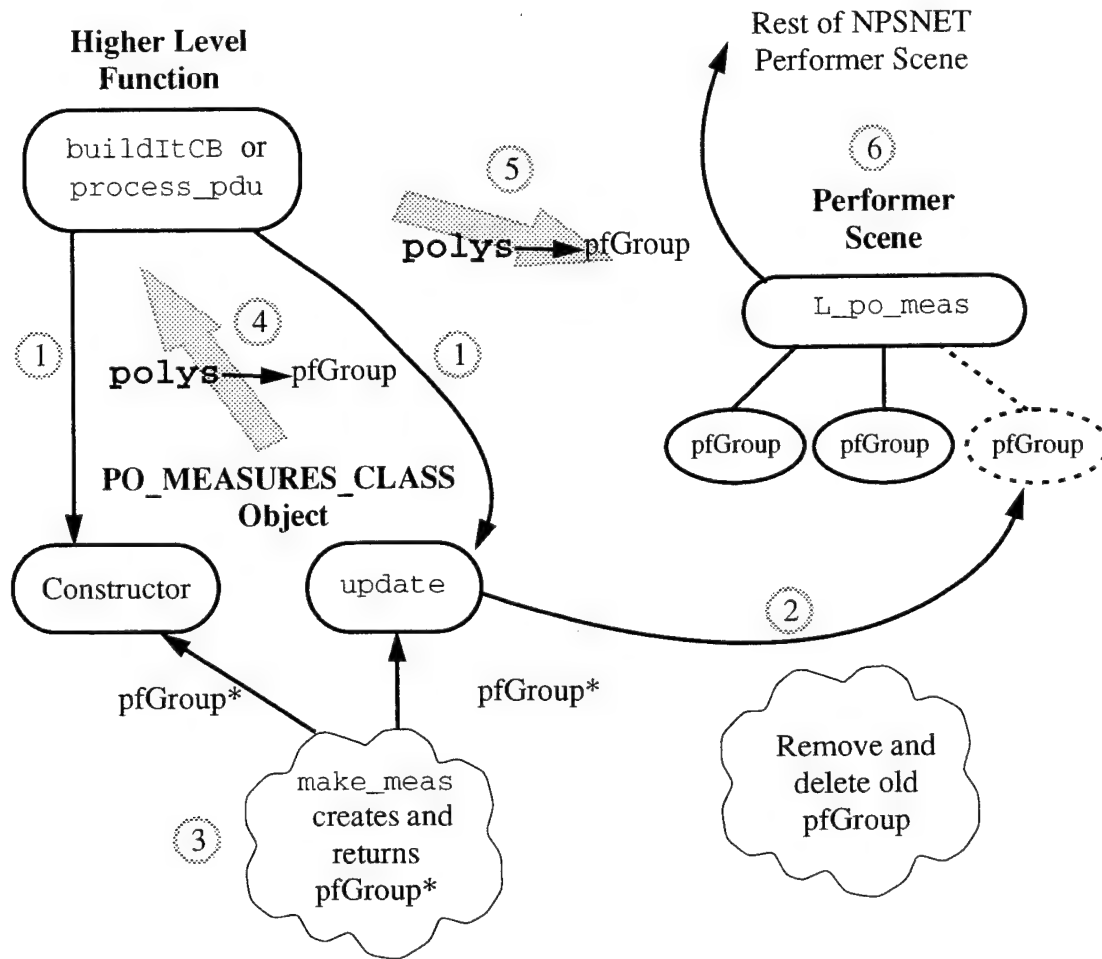 Higher Level
Function
buildItCB or
process_pdu
Rest of NPSNET
Performer Scene
5
polys
pfGroup
6
Performer
Scene
L_po_meas
pfGroup
pfGroup
pfGroup
1
4
polys
pfGroup
1
PO_MEASURES_CLASS
Object
Constructor
update
2
pfGroup*
pfGroup*
3
make_meas
creates and
returns
pfGroup*
Remove and
delete old
pfGroup